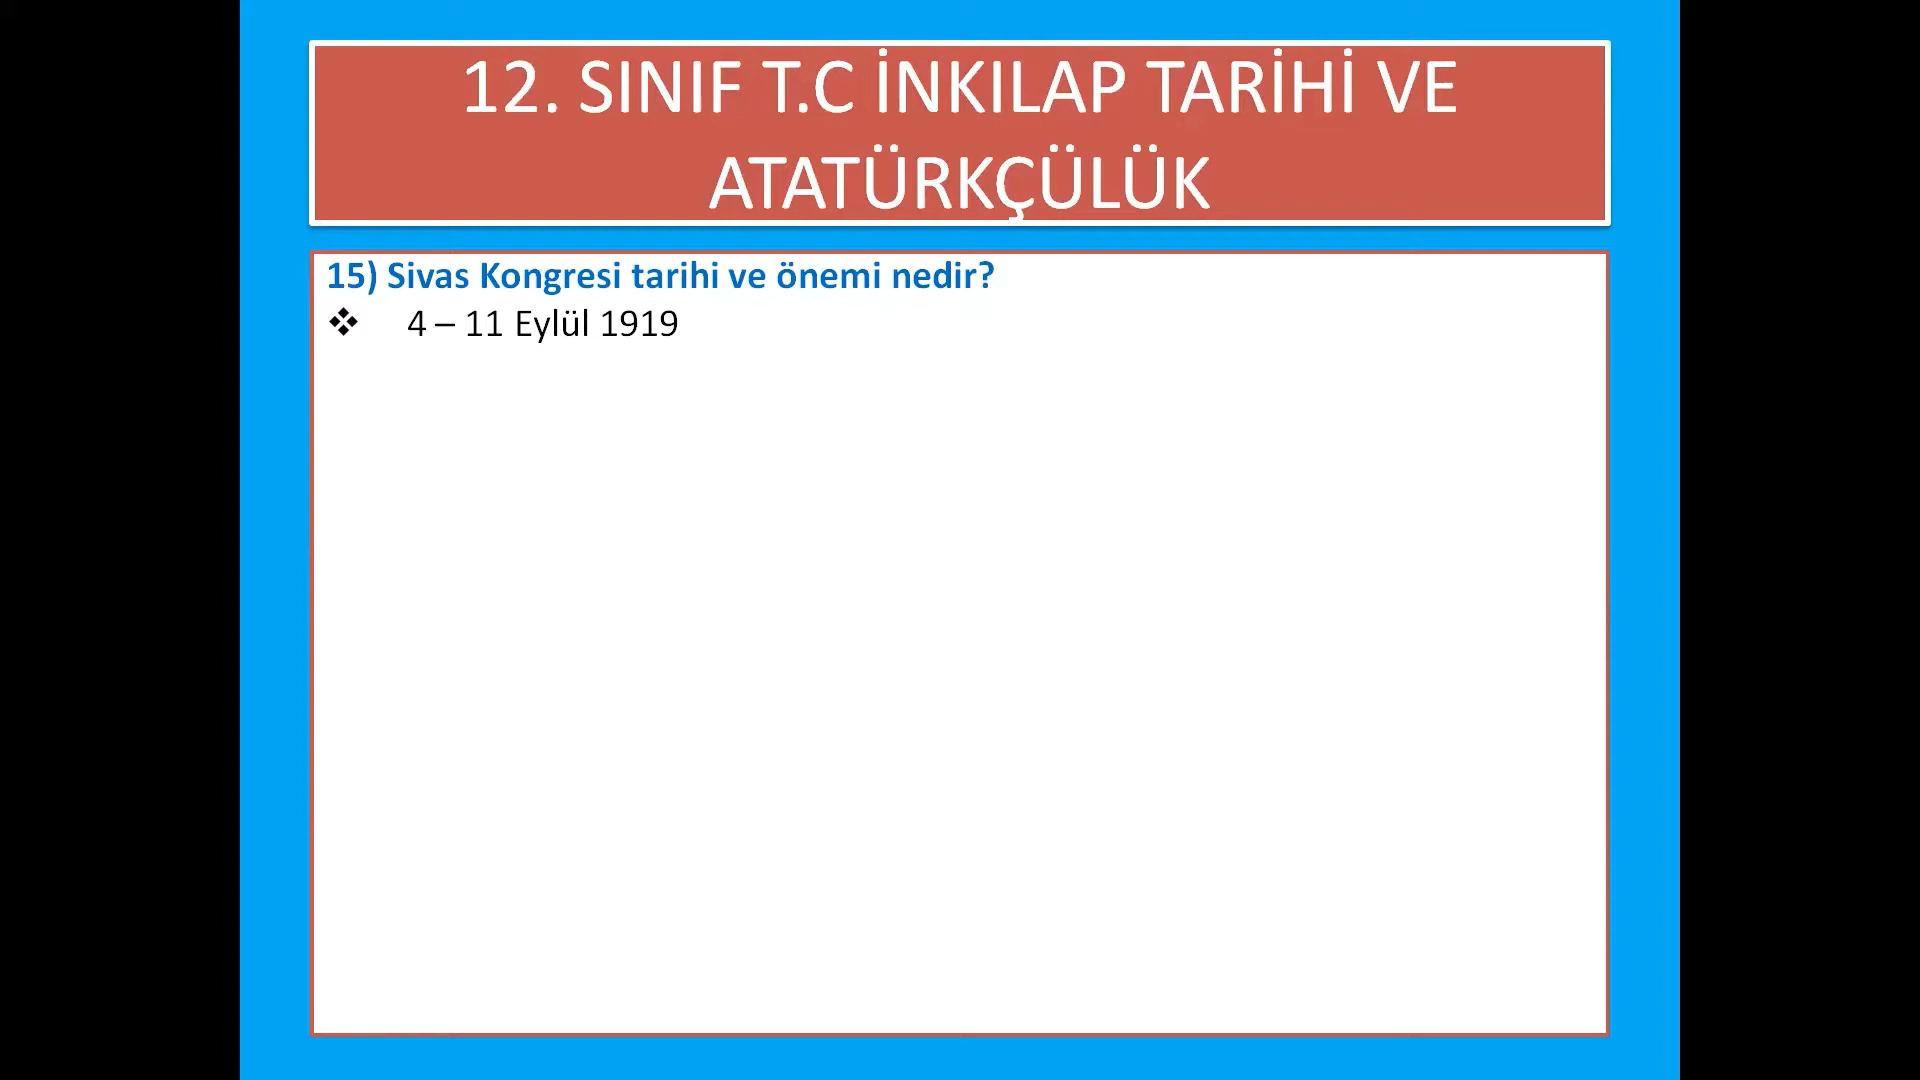 12. SINIF T.C İNKILAP TARİHİ VE
ATATÜRKÇÜLÜK
15) Sivas Kongresi tarihi ve önemi nedir?
❖ 4 – 11 Eylül 1919